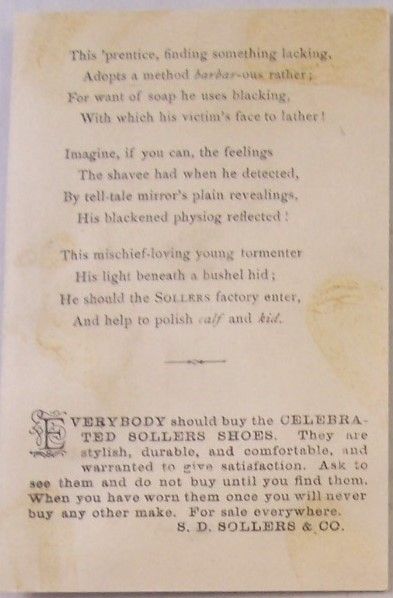 This 'prentice, finding something lacking,
Adopts a method barbar-ous rather;
For want of soap he uses blacking,
With which his victim's face to lather!
Imagine, if you can, the feelings
The shavee had when he detected,
By tell-tale mirror's plain revealings,
His blackened physiog reflected!
This mischief-loving young tormenter
His light beneath a bushel hid;
He should the SOLLERS factory enter,
And help to polish calf and kid.
EVERYBODY should buy the CELEBRA-
TED SOLLERS SHOES. They are
stylish, durable, and comfortable, and
warranted to give satisfaction. Ask to
see them and do not buy until you find them.
When you have worn them once you will never
buy any other make. For sale everywhere.
S. D. SOLLERS & CO.